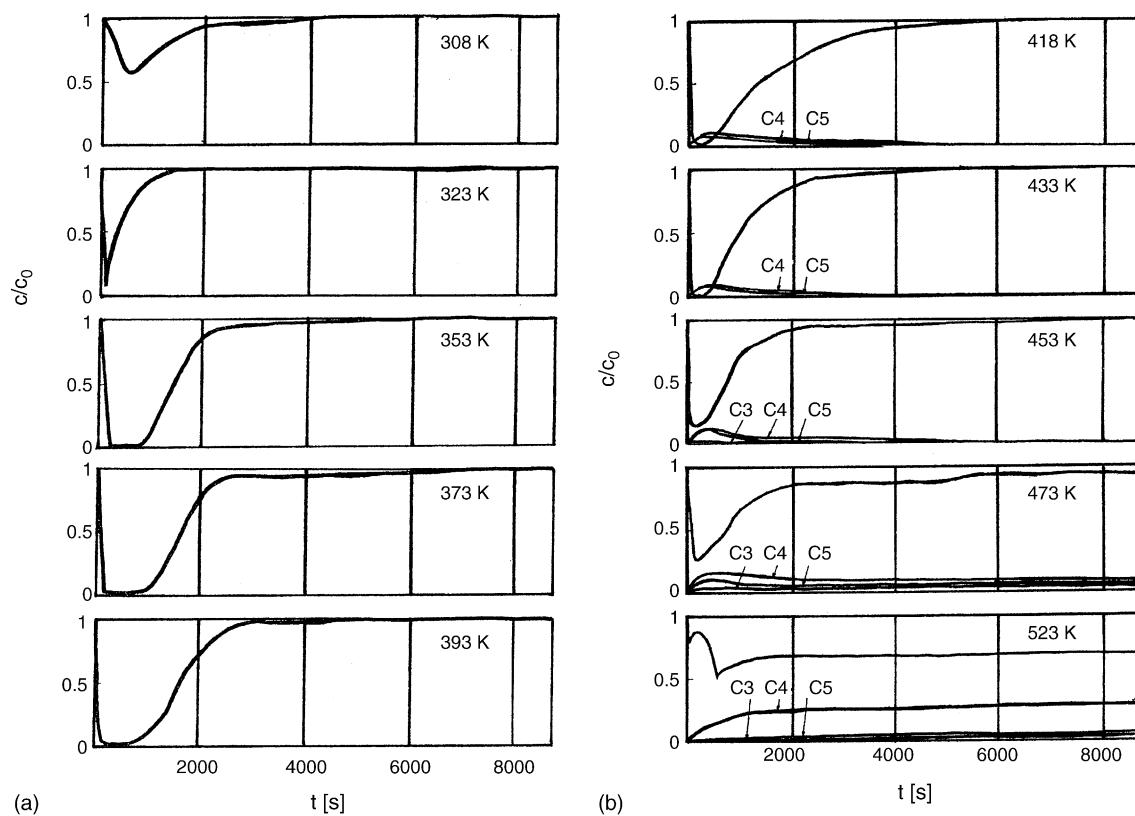 1
308 K
0.5
0
1
323 K
0.5
0
c/c0
1
353 K
0.5
0
1
373 K
0.5
0
1
393 K
0.5
0
2000 4000 6000 8000
(a) t [s]
1
418 K
0.5
C4 C5
0
1
433 K
0.5
C4 C5
0
c/c0
1
453 K
0.5
C3 C4 C5
0
1
473 K
0.5
C3 C4 C5
0
1
523 K
0.5
C3 C4 C5
0
2000 4000 6000 8000
(b) t [s]